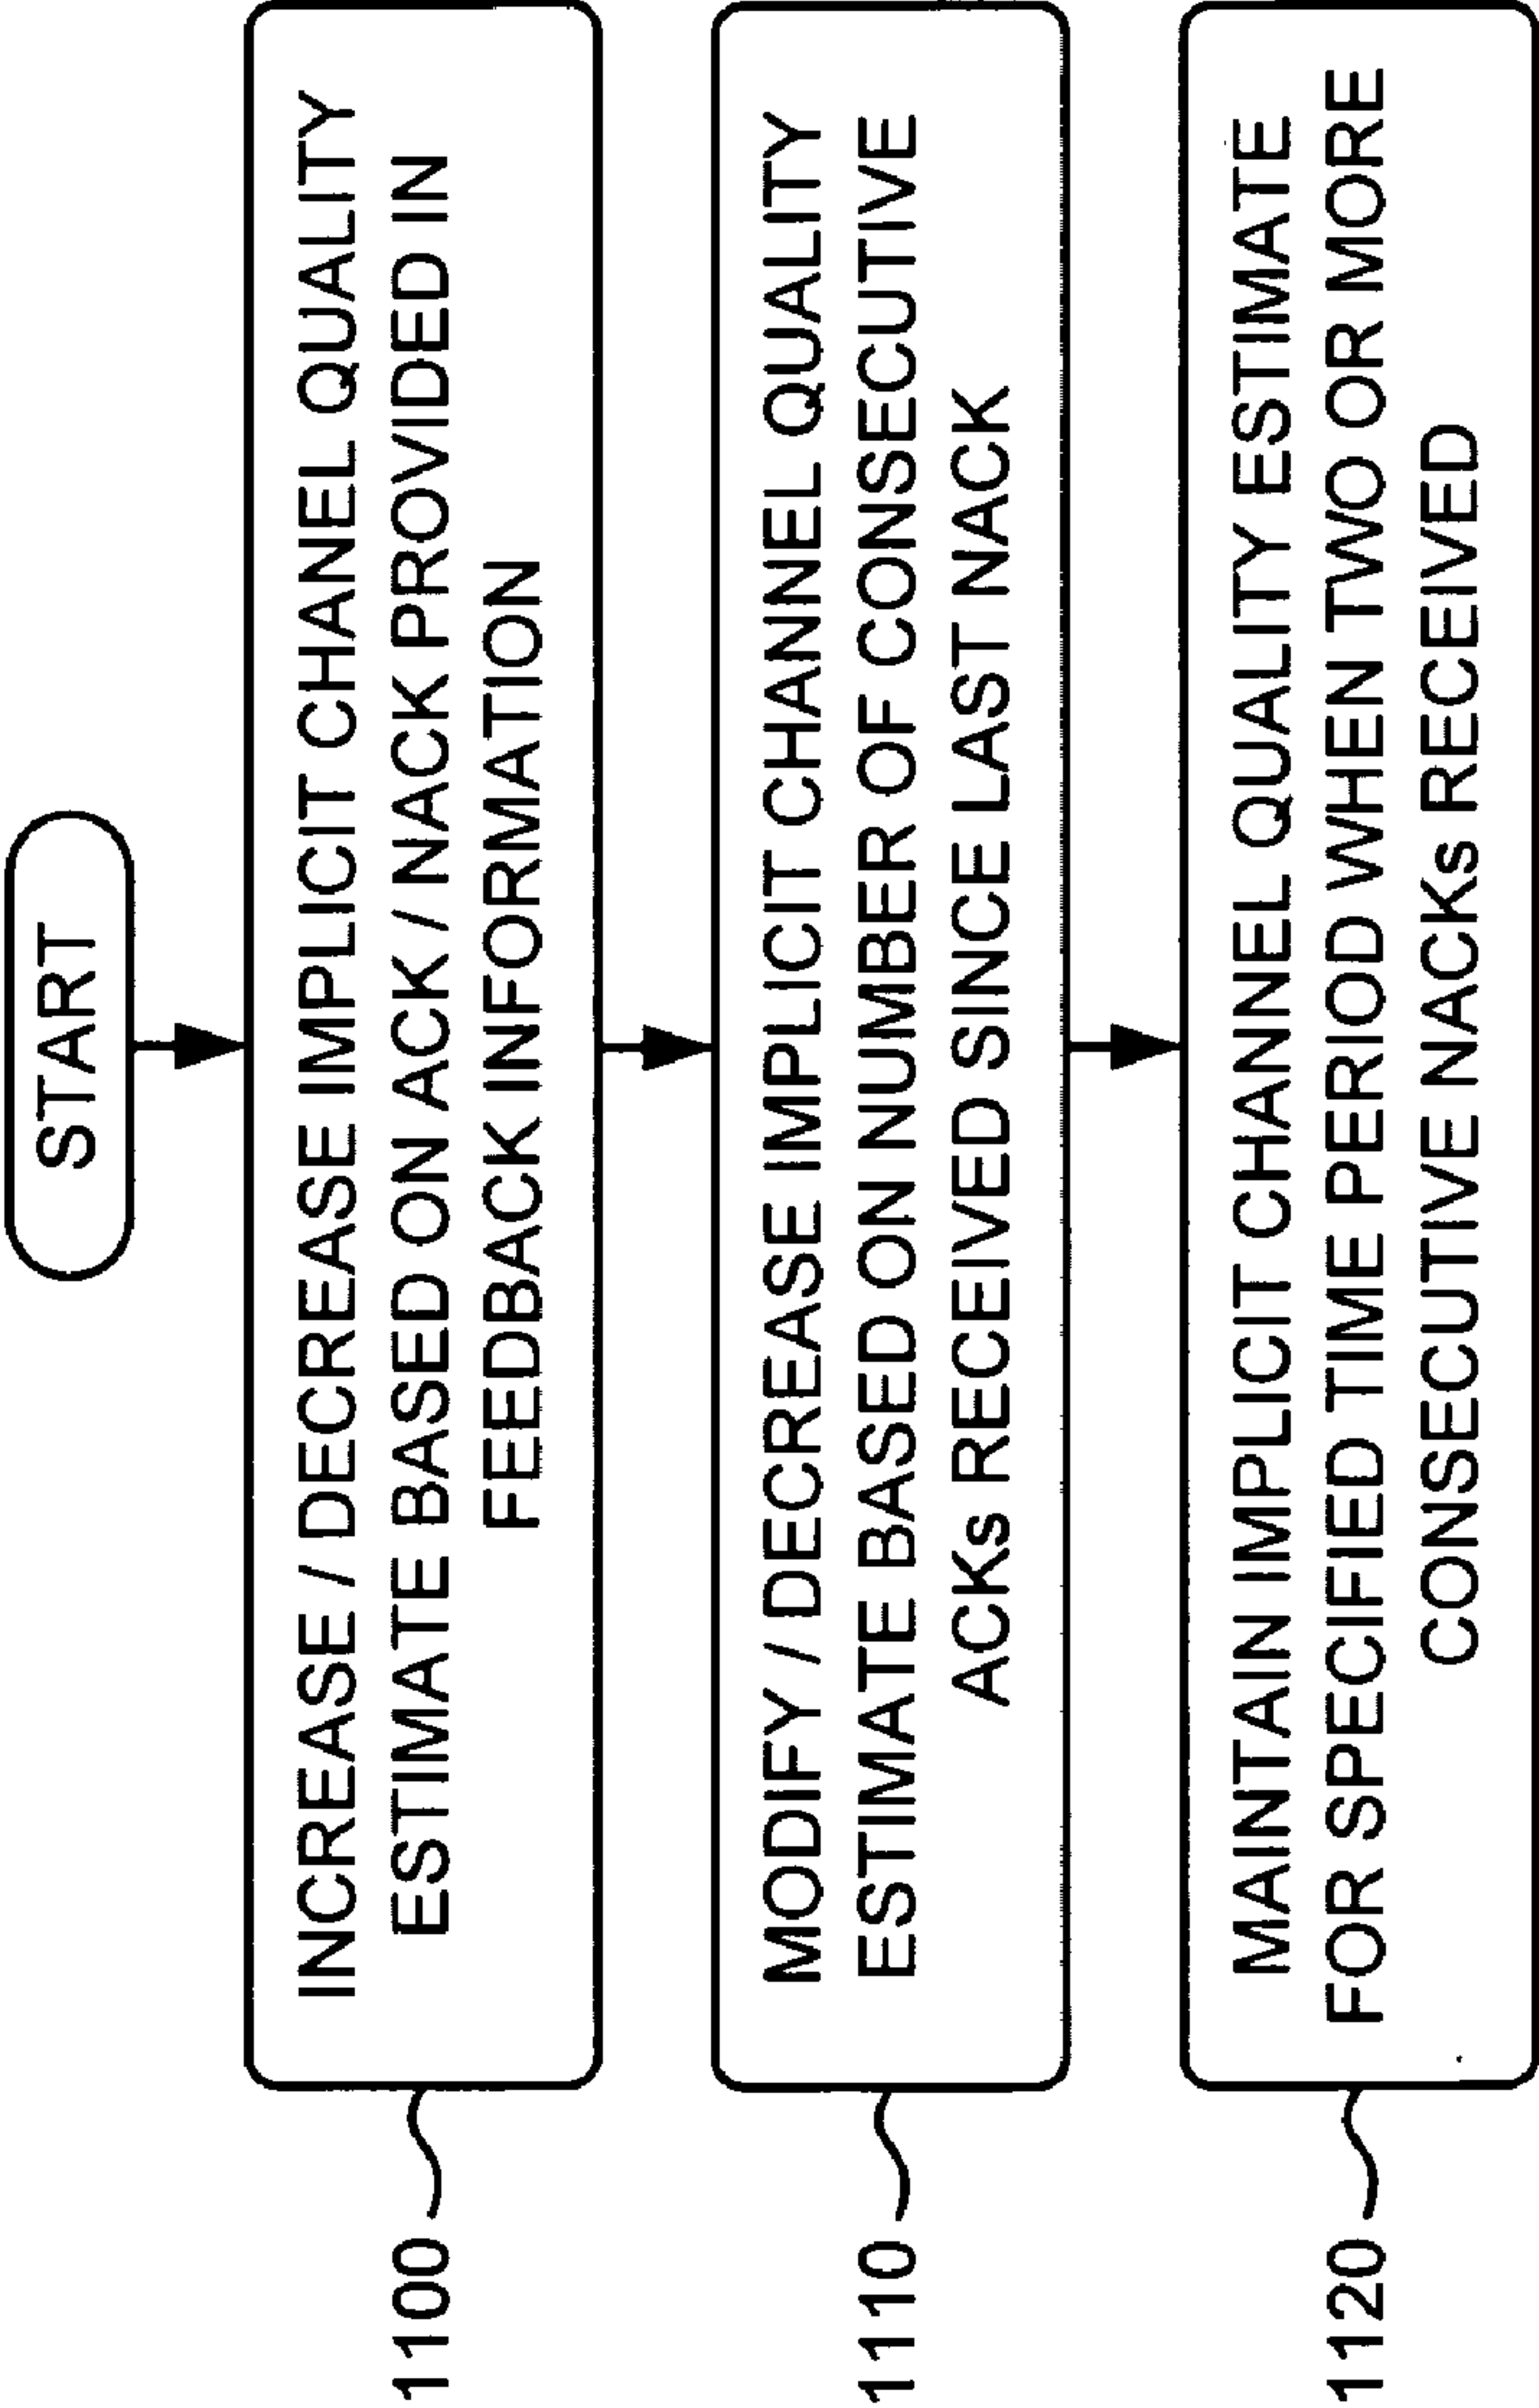 START
INCREASE / DECREASE IMPLICIT CHANEL QUALITY
ESTIMATE BASED ON ACK / NACK PROVIDED IN
FEEDBACK INFORMATION
1100
MODIFY / DECREASE IMPLICIT CHANNEL QUALITY
ESTIMATE BASED ON NUMBER OF CONSECUTIVE
ACKs RECEIVED SINCE LAST NACK
1110
MAINTAIN IMPLICIT CHANNEL QUALITY ESTIMATE
FOR SPECIFIED TIME PERIOD WHEN TWO OR MORE
CONSECUTIVE NACKs RECEIVED
1120